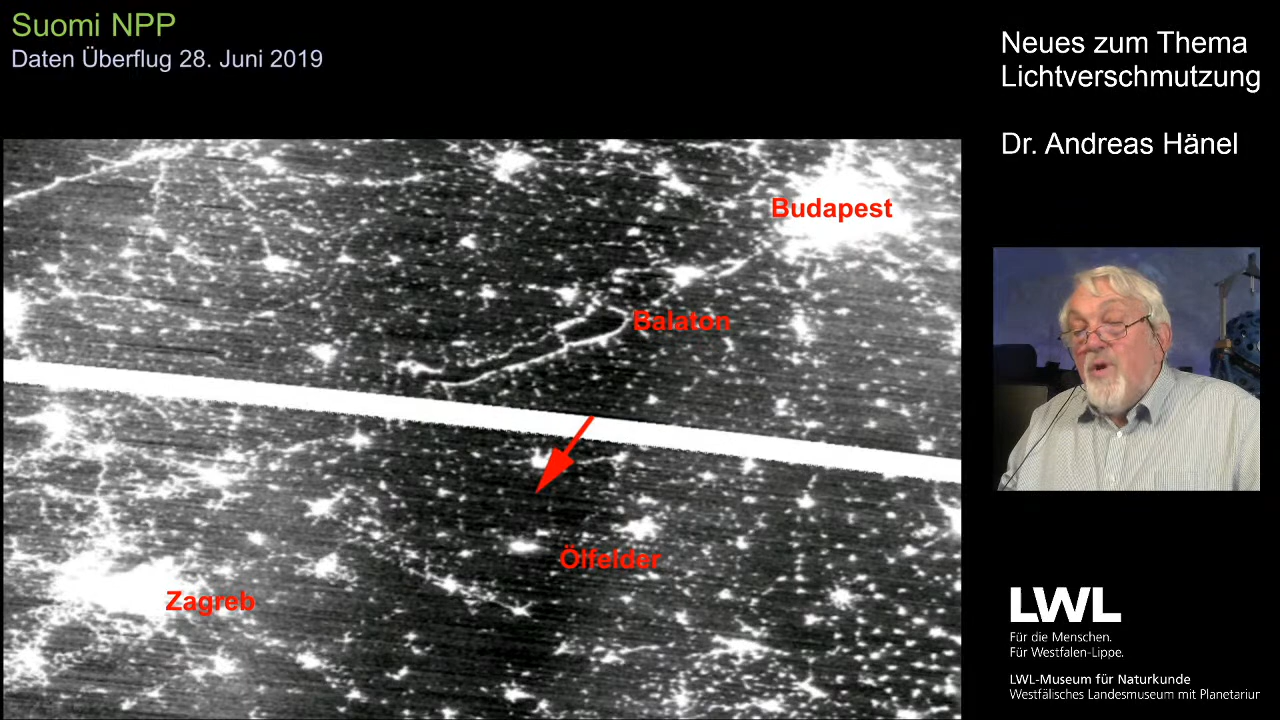 Suomi NPP
Daten Überflug 28. Juni 2019
Neues zum Thema
Lichtverschmutzung
Dr. Andreas Hänel
Budapest
Balaton
Ölfelder
Zagreb
LWL
Für die Menschen.
Für Westfalen-Lippe.
LWL-Museum für Naturkunde
Westfälisches Landesmuseum mit Planetariur